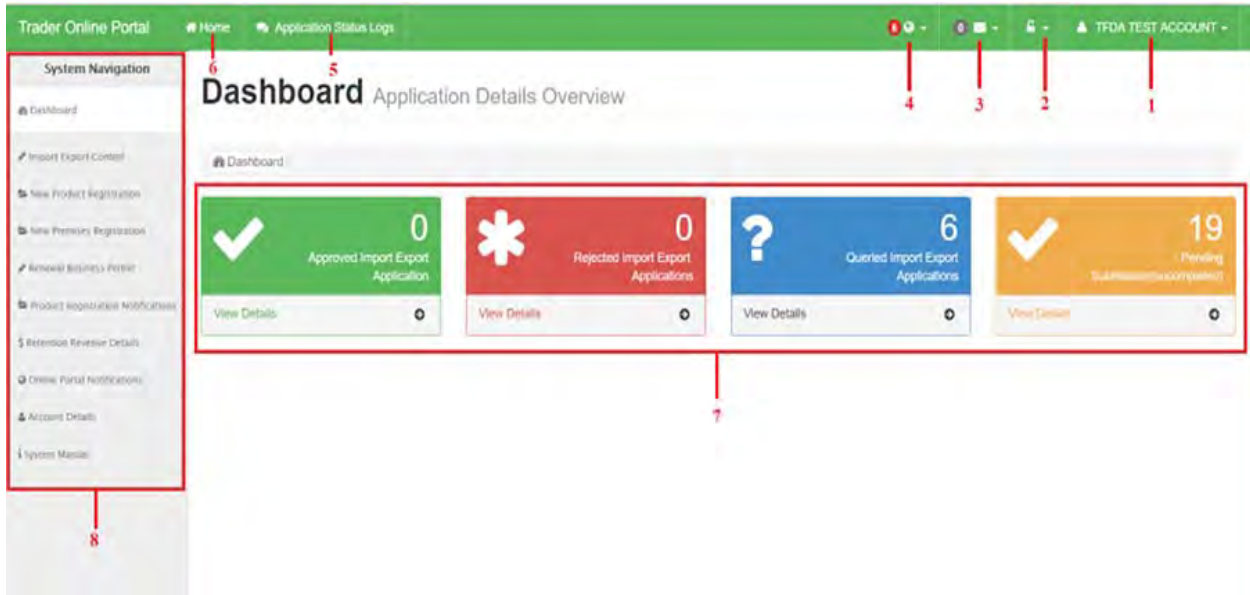 Trader Online Portal
Home
Application Status Logs
0
0
TFDA TEST ACCOUNT
System Navigation
6
5
4
3
2
1
Dashboard Application Details Overview
Dashboard
Import Export Control
Dashboard
New Product Registration
7
New Premises Registration
Renewal Business Permit
Product Registration Notifications
Retention Revenue Details
Online Portal Notifications
Account Details
System Manual
8
0
Approved Import Export
Application
View Details
0
Rejected Import Export
Applications
View Details
6
Queried Import Export
Applications
View Details
19
Pending
View Details